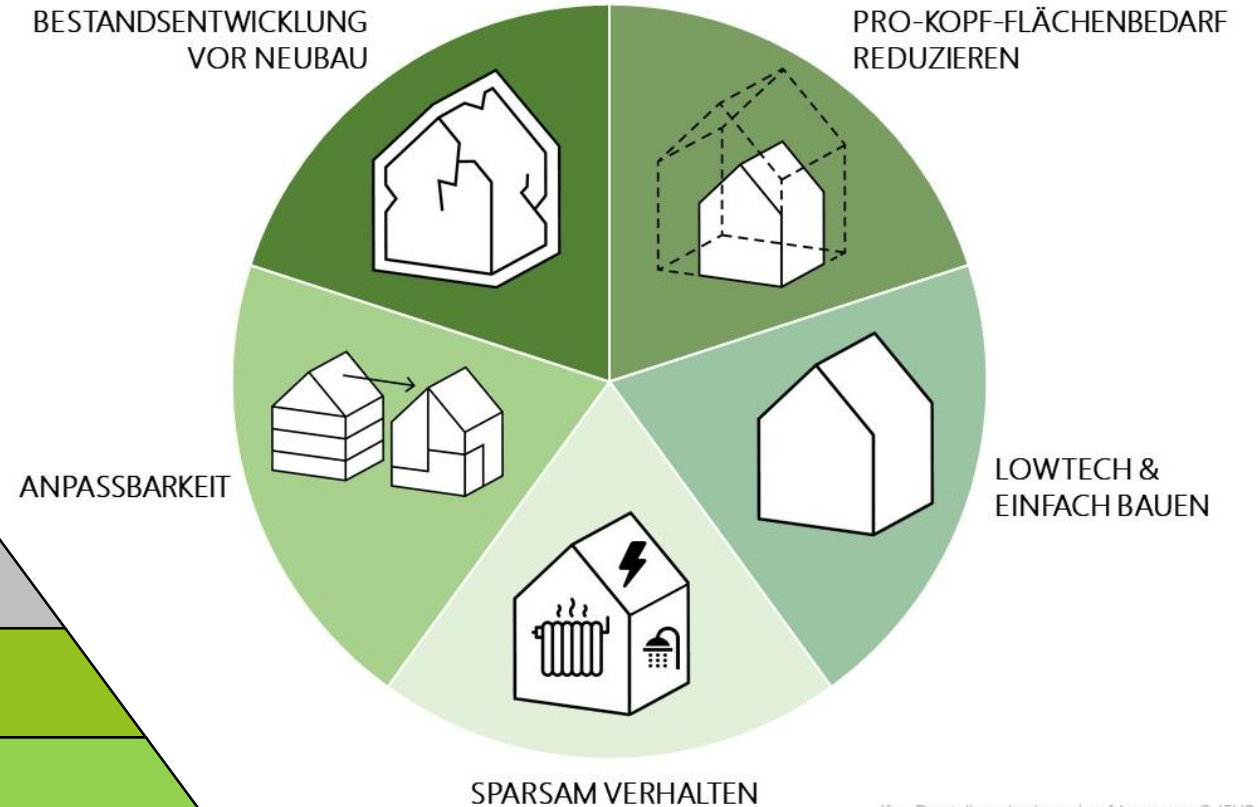 BESTANDSENTWICKLUNG
VOR NEUBAU
PRO-KOPF-FLÄCHENBEDARF
REDUZIEREN
ANPASSBARKEIT
LOWTECH &
EINFACH BAUEN
SPARSAM VERHALTEN